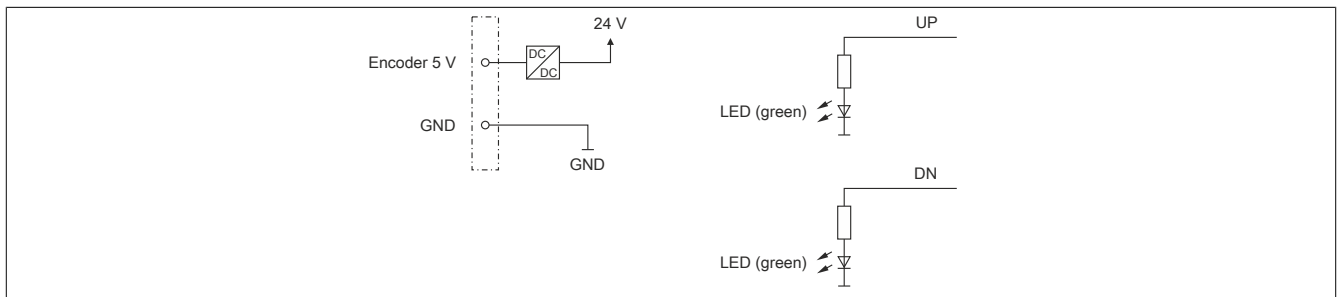 24 V
UP
Encoder 5 V
DC
DC
LED (green)
GND
GND
DN
LED (green)